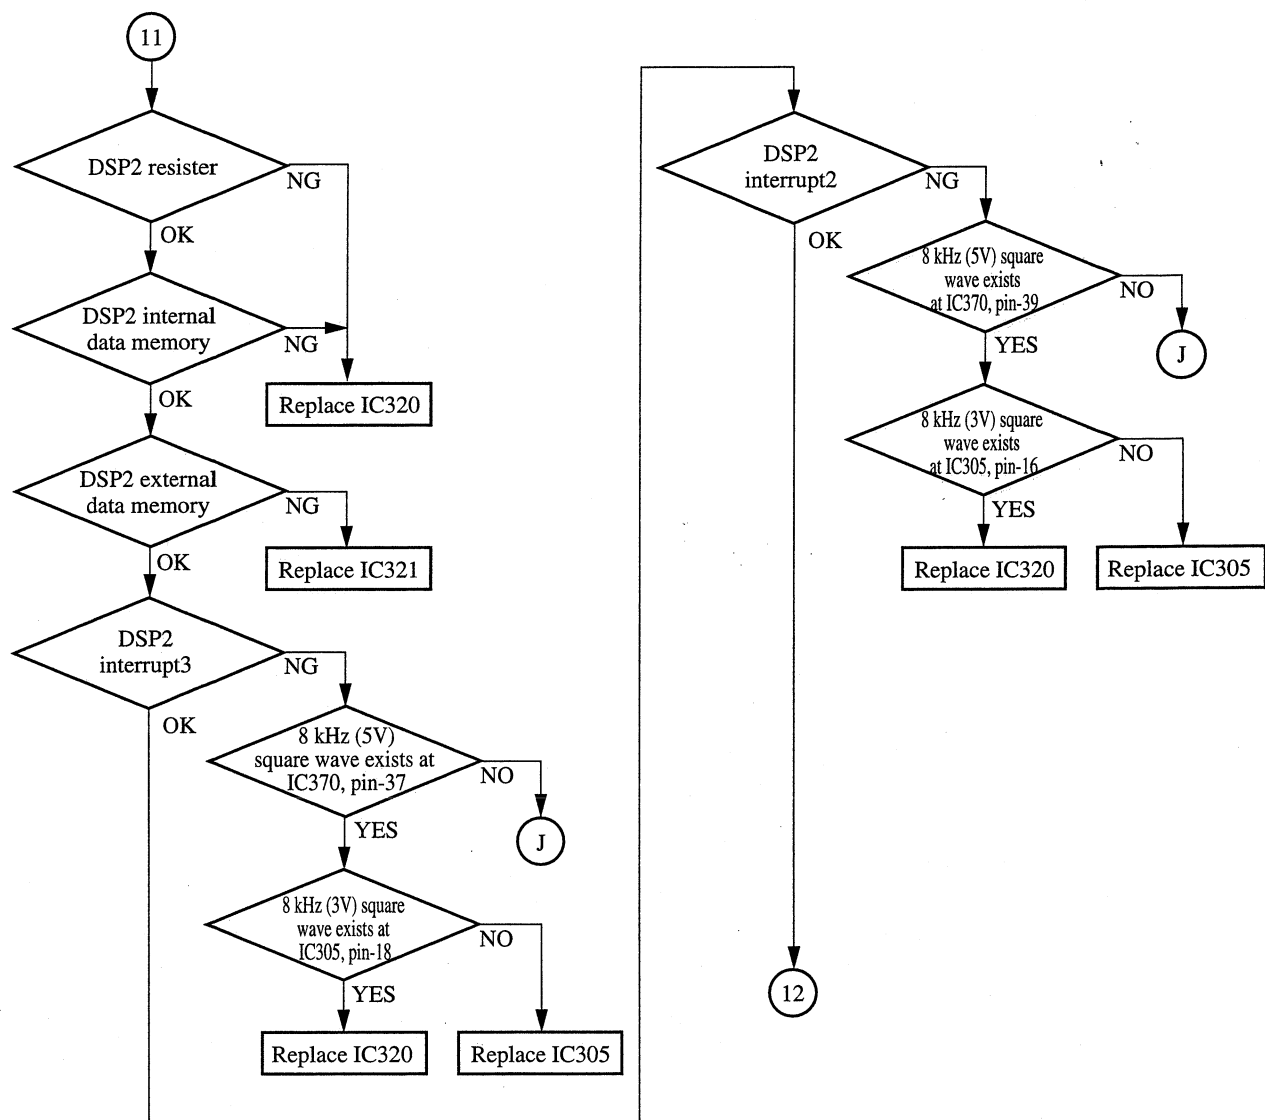 11
DSP2 resister
NG
OK
DSP2 internal
data memory
NG
OK
Replace IC320
DSP2 external
data memory
NG
OK
Replace IC321
DSP2
interrupt3
NG
OK
8 kHz (5V)
square wave exists at
IC370, pin-37
NO
YES
J
8 kHz (3V) square
wave exists at
IC305, pin-18
NO
YES
Replace IC320
Replace IC305
DSP2
interrupt2
NG
OK
8 kHz (5V) square
wave exists
at IC370, pin-39
NO
YES
J
8 kHz (3V) square
wave exists
at IC305, pin-16
NO
YES
Replace IC320
Replace IC305
12